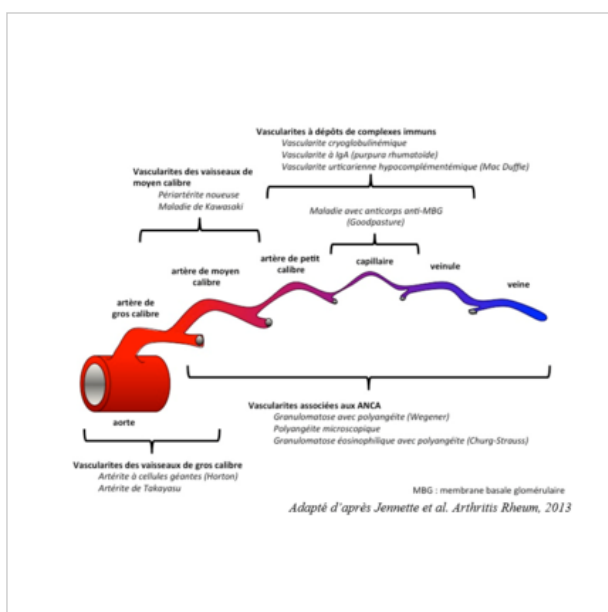 Vascularites à dépôts de complexes immuns
Vascularite cryoglobulinémique
Vascularite à IgA (purpura rhumatoïde)
Vascularite urticarienne hypocomplémentémique (Mac Duffie)
Vascularites des vaisseaux de
moyen calibre
Périartérite noueuse
Maladie de Kawasaki
Maladie avec anticorps anti-MBG
(Goodpasture)
artère de petit
calibre
capillaire
veinule
artère de moyen
calibre
veine
artère de
gros calibre
aorte
Vascularites associées aux ANCA
Granulomatose avec polyangéite (Wegener)
Polyangéite microscopique
Granulomatose éosinophilique avec polyangéite (Churg-Strauss)
Vascularites des vaisseaux de gros calibre
Artérite à cellules géantes (Horton)
Artérite de Takayasu
MBG : membrane basale glomérulaire
Adapté d'après Jennette et al. Arthritis Rheum, 2013